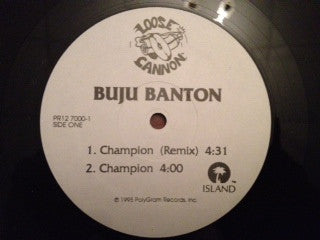 LOOSE
CANNON
BUJU BANTON
PR12 7000-1
SIDE ONE
1. Champion (Remix) 4:31
2. Champion 4:00
ISLAND
℗ 1995 PolyGram Records, Inc.